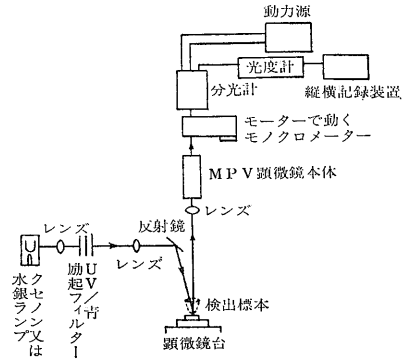 動力源
光度計
分光計
縦横記録装置
モーターで動く
モノクロメーター
MPV顕微鏡本体
レンズ
反射鏡
レンズ
レンズ
クセノン又は
水銀ランプ
UV/青
励起フィルター
検出標本
顕微鏡台